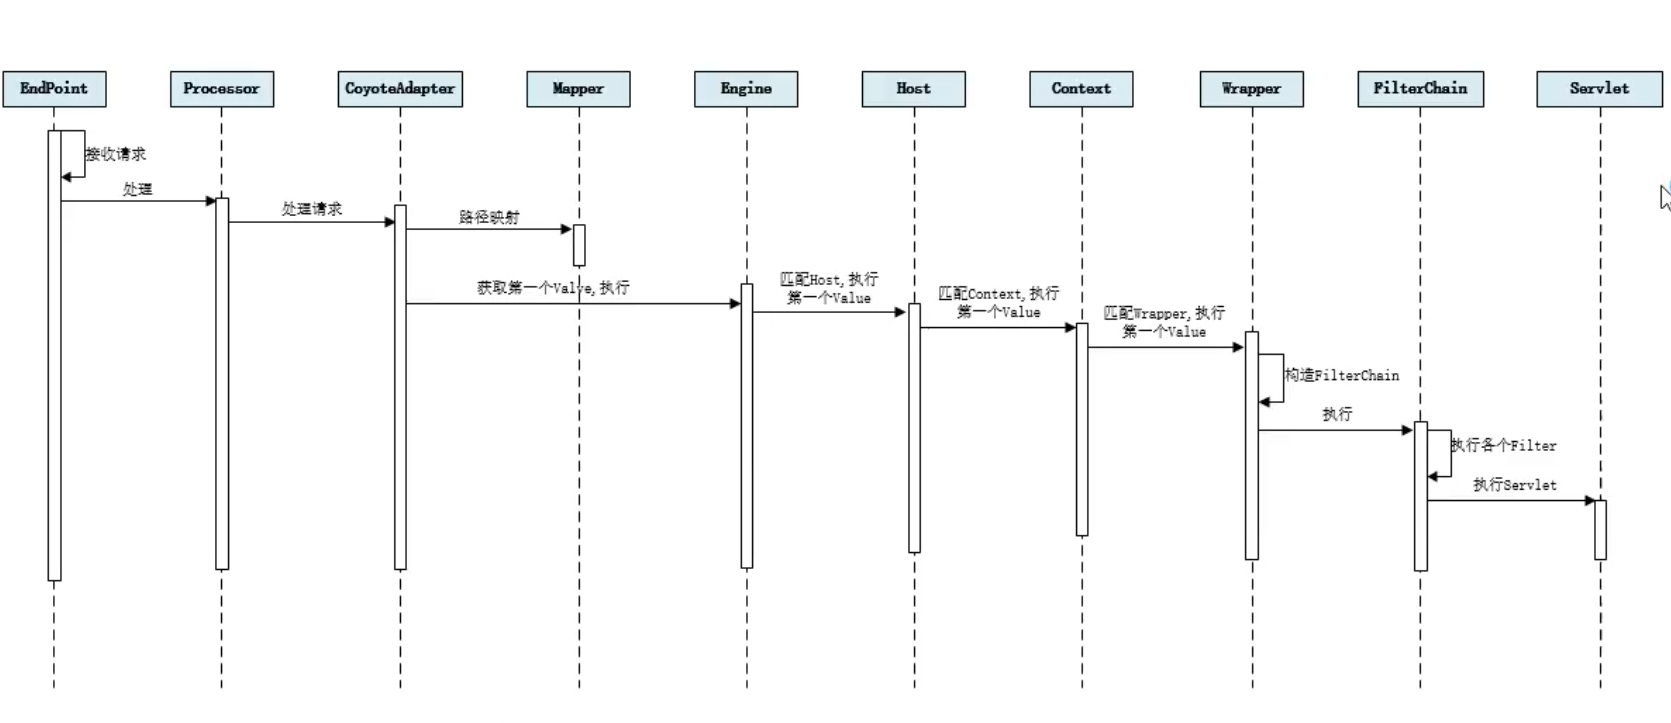 EndPoint
Processor
CoyoteAdapter
Mapper
Engine
Host
Context
Wrapper
FilterChain
Servlet
接收请求
处理
处理请求
路径映射
获取第一个Valve,执行
匹配Host,执行
第一个Value
匹配Context,执行
第一个Value
匹配Wrapper,执行
第一个Value
构造FilterChain
执行
执行各个Filter
执行Servlet